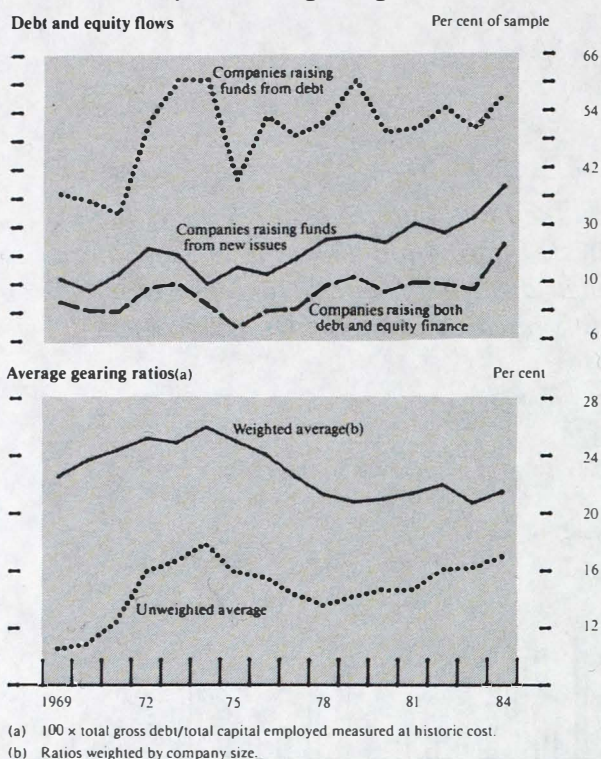 Debt and equity flows
Per cent of sample
66
Companies raising
funds from debt
54
42
Companies raising funds
from new issues
30
10
Companies raising both
debt and equity finance
6
Average gearing ratios(a)
Per cent
28
Weighted average(b)
24
20
16
Unweighted average
12
1969 72 75 78 81 84
(a) 100 x total gross debt/total capital employed measured at historic cost.
(b) Ratios weighted by company size.